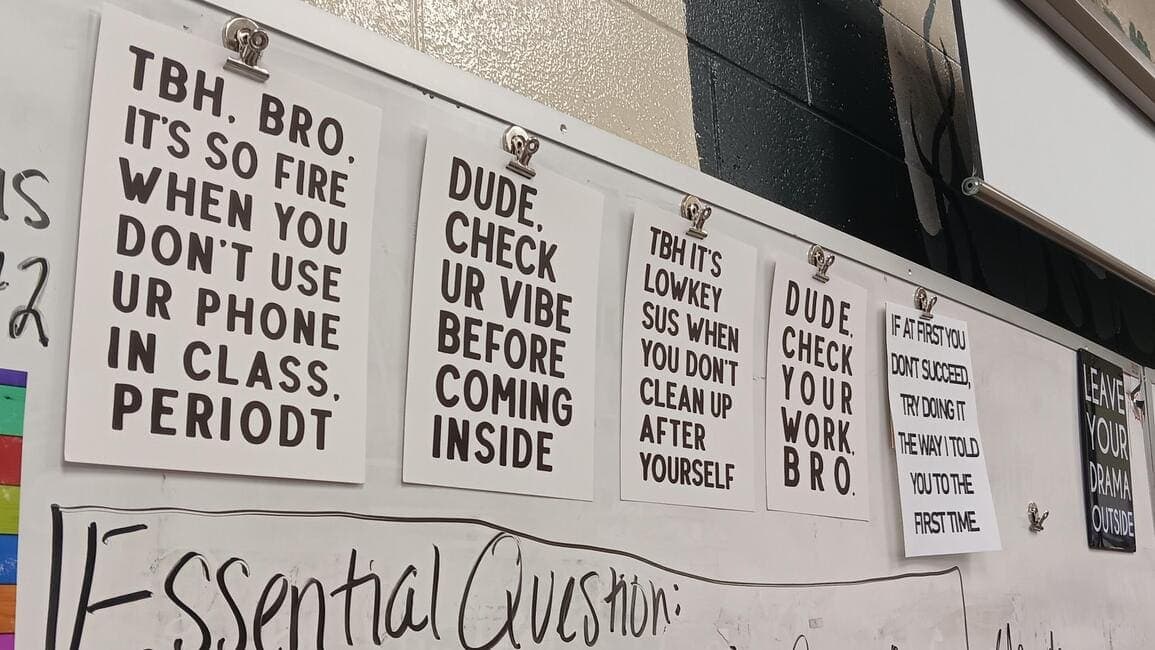 TBH, BRO,
IT'S SO FIRE
WHEN YOU
DON'T USE
UR PHONE
IN CLASS,
PERIODT
DUDE,
CHECK
UR VIBE
BEFORE
COMING
INSIDE
TBH IT'S
LOWKEY
SUS WHEN
YOU DON'T
CLEAN UP
AFTER
YOURSELF
DUDE,
CHECK
YOUR
WORK,
BRO.
IF AT FIRST YOU
DON'T SUCCEED,
TRY DOING IT
THE WAY I TOLD
YOU TO THE
FIRST TIME.
LEAVE
YOUR
DRAMA
OUTSIDE
Essential Question: